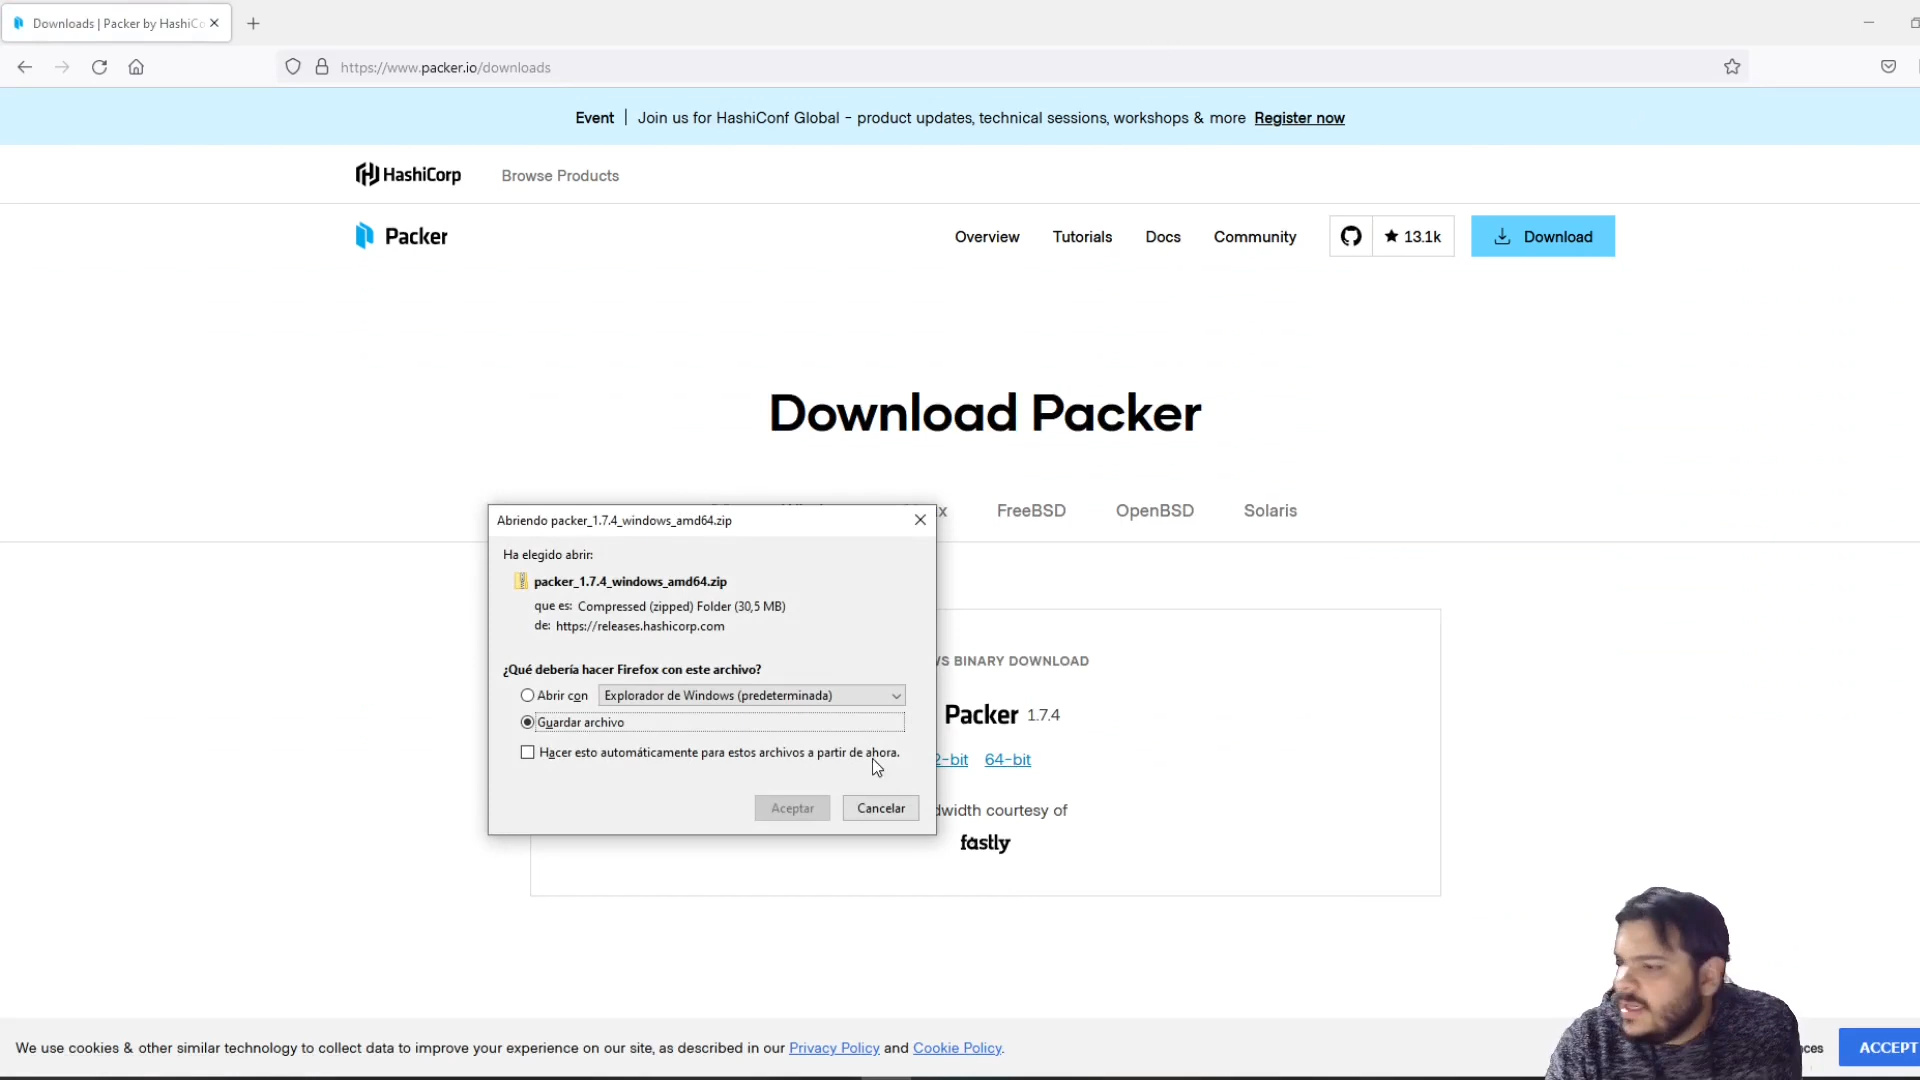 Downloads | Packer by HashiCo
https://www.packer.io/downloads
Event | Join us for HashiConf Global - product updates, technical sessions, workshops & more Register now
HashiCorp Browse Products
Packer Overview Tutorials Docs Community 13.1k Download
Download Packer
FreeBSD OpenBSD Solaris
Abriendo packer_1.7.4_windows_amd64.zip
Ha elegido abrir:
packer_1.7.4_windows_amd64.zip
que es: Compressed (zipped) Folder (30,5 MB)
de: https://releases.hashicorp.com
¿Qué debería hacer Firefox con este archivo?
Abrir con Explorador de Windows (predeterminada)
Guardar archivo
Hacer esto automáticamente para estos archivos a partir de ahora.
Aceptar Cancelar
BINARY DOWNLOAD
Packer 1.7.4
2-bit 64-bit
dwidth courtesy of
fastly
We use cookies & other similar technology to collect data to improve your experience on our site, as described in our Privacy Policy and Cookie Policy.
nces ACCEPT